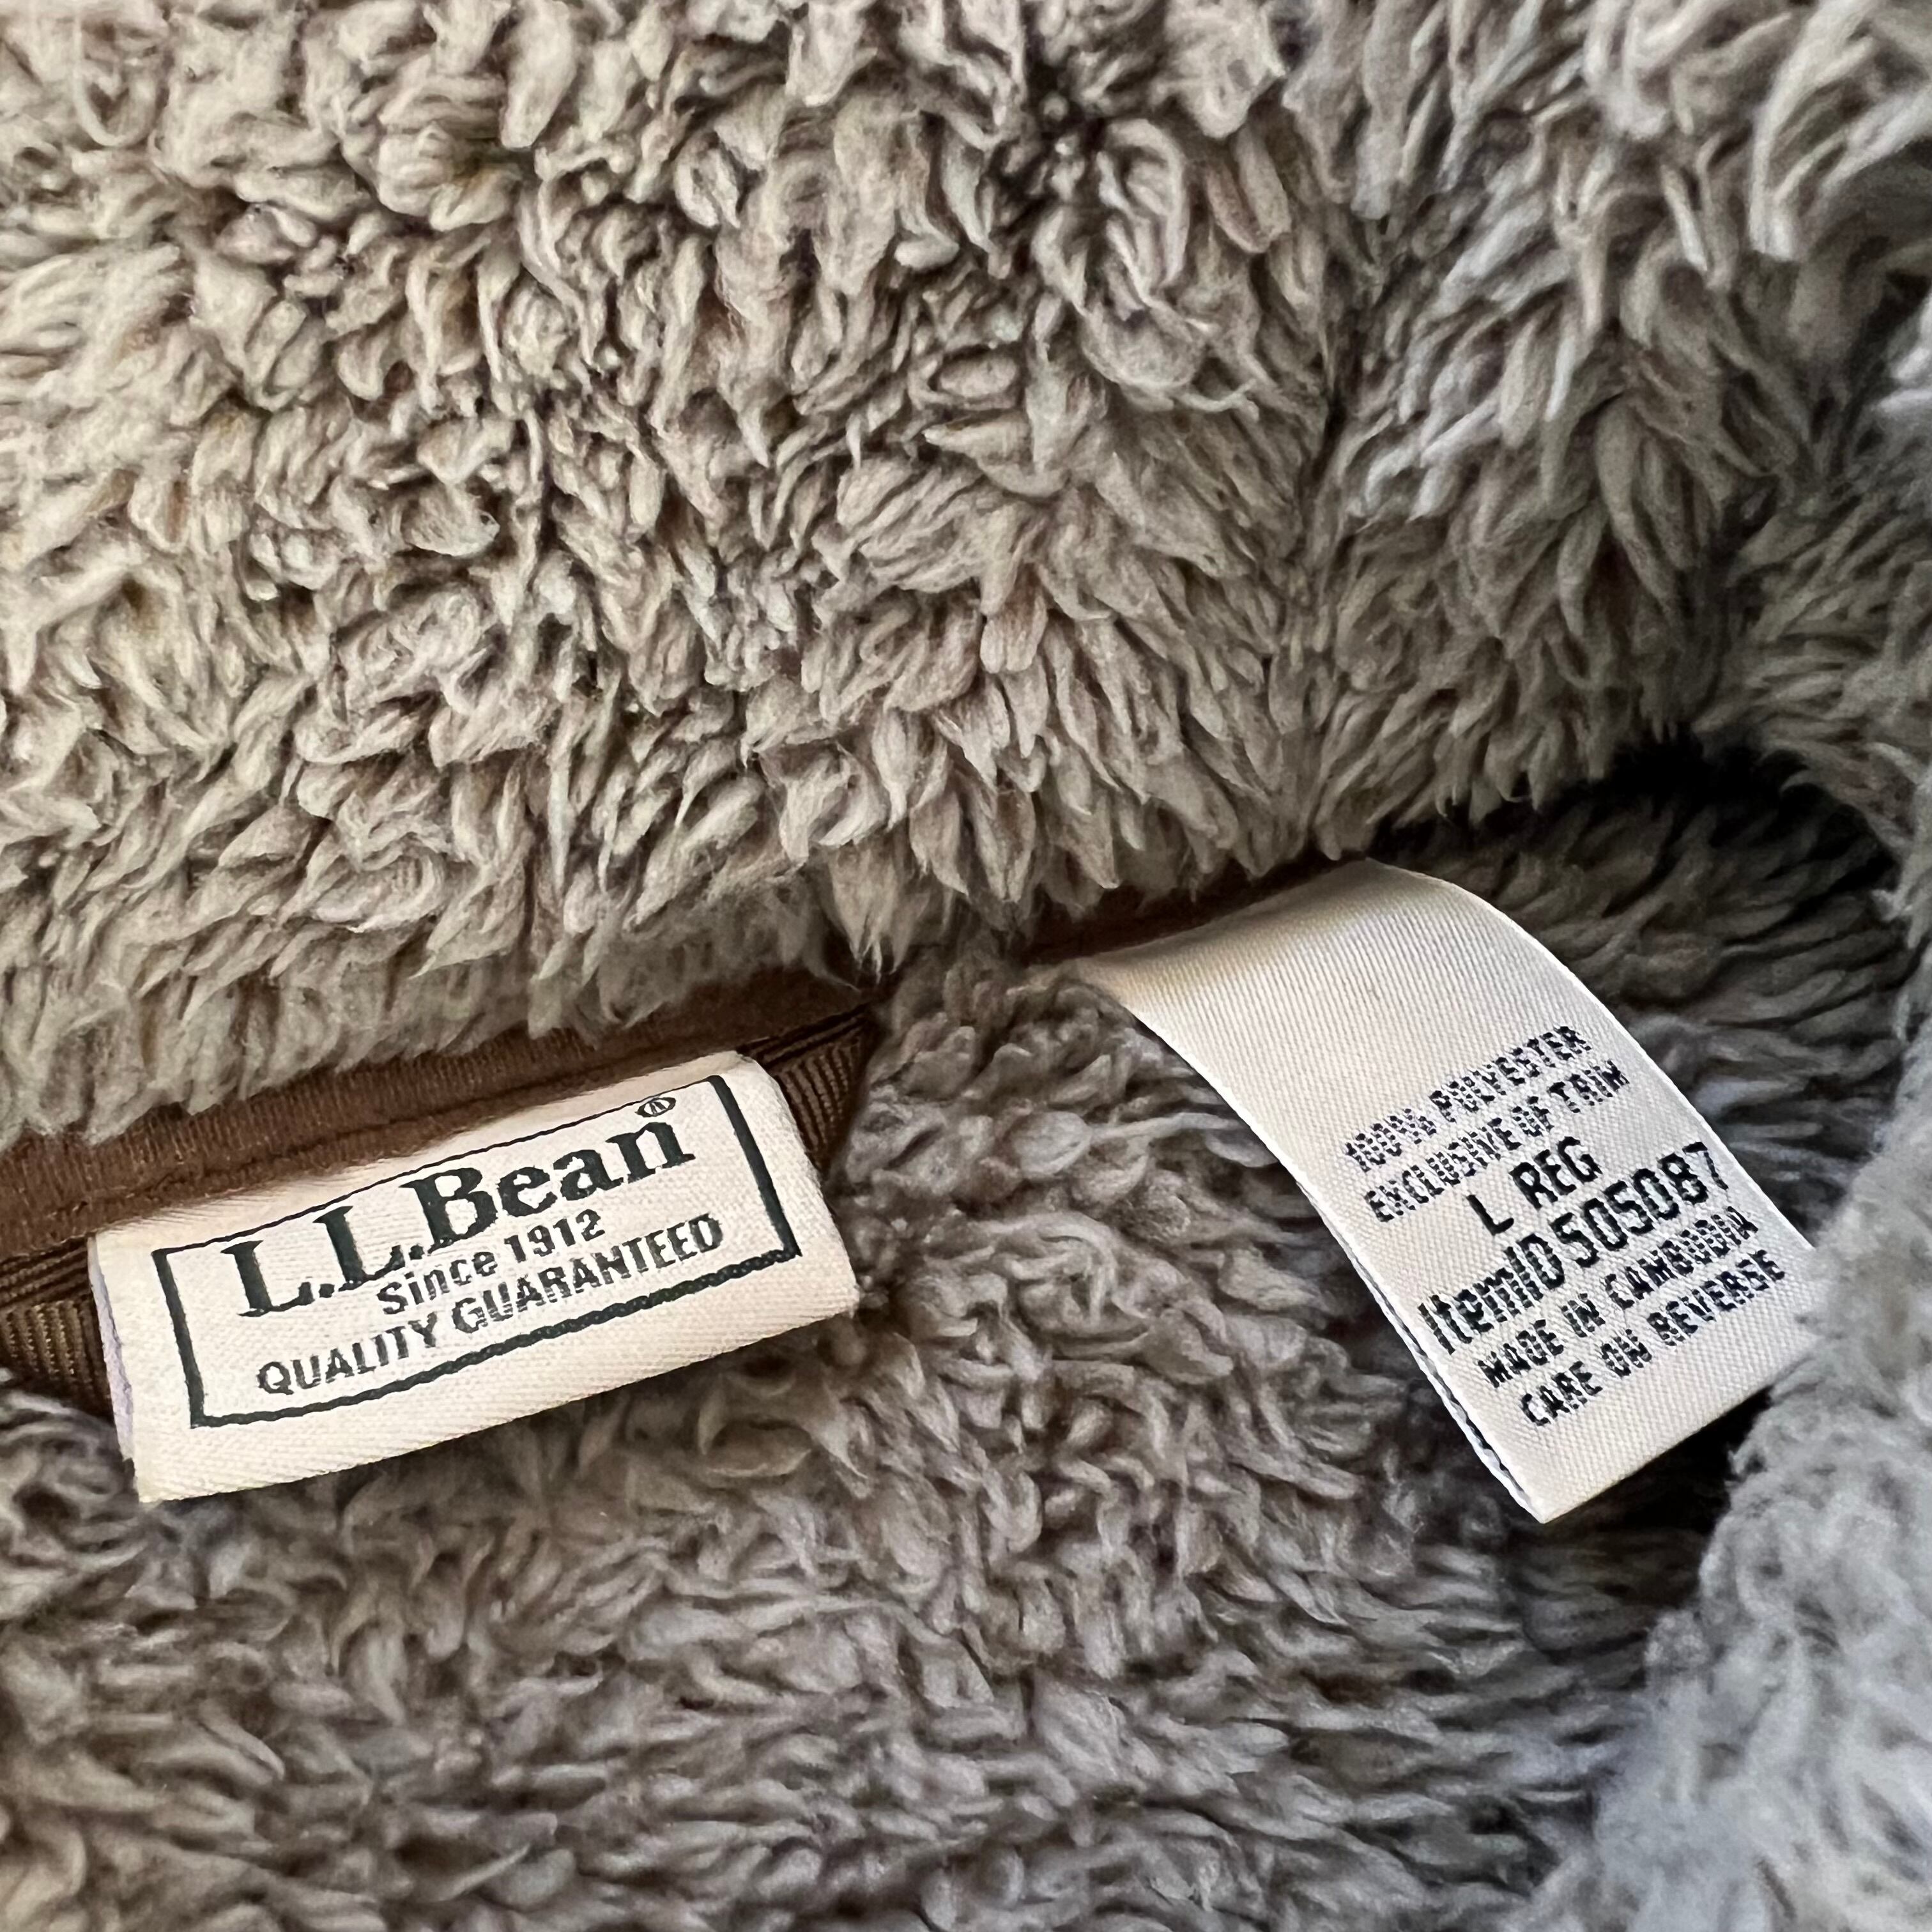 L.L.Bean®
Since 1912
QUALITY GUARANTEED
100% POLYESTER
EXCLUSIVE OF TRIM
L REG
ItemID 505087
MADE IN CAMBODIA
CARE ON REVERSE